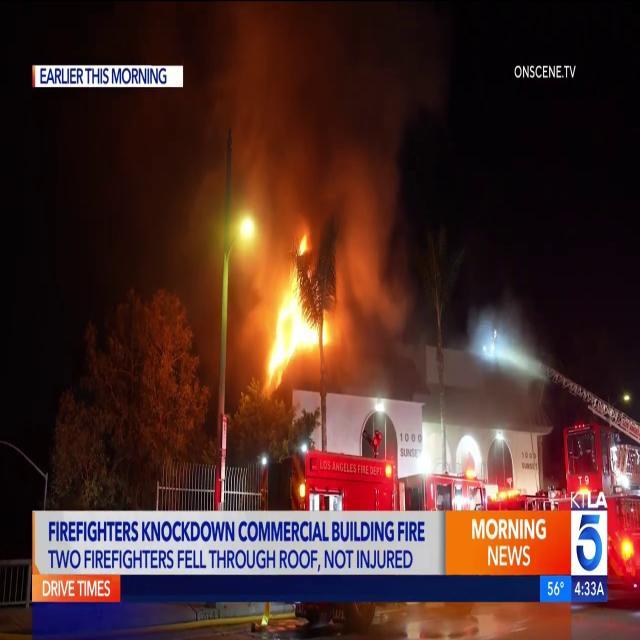 EARLIER THIS MORNING
ONSCENE.TV
1000
SUNSET
1000
SUNSET
LOS ANGELES FIRE DEPT
T9
KTLA
5
FIREFIGHTERS KNOCKDOWN COMMERCIAL BUILDING FIRE
TWO FIREFIGHTERS FELL THROUGH ROOF, NOT INJURED
MORNING
NEWS
DRIVE TIMES
56°
4:33A